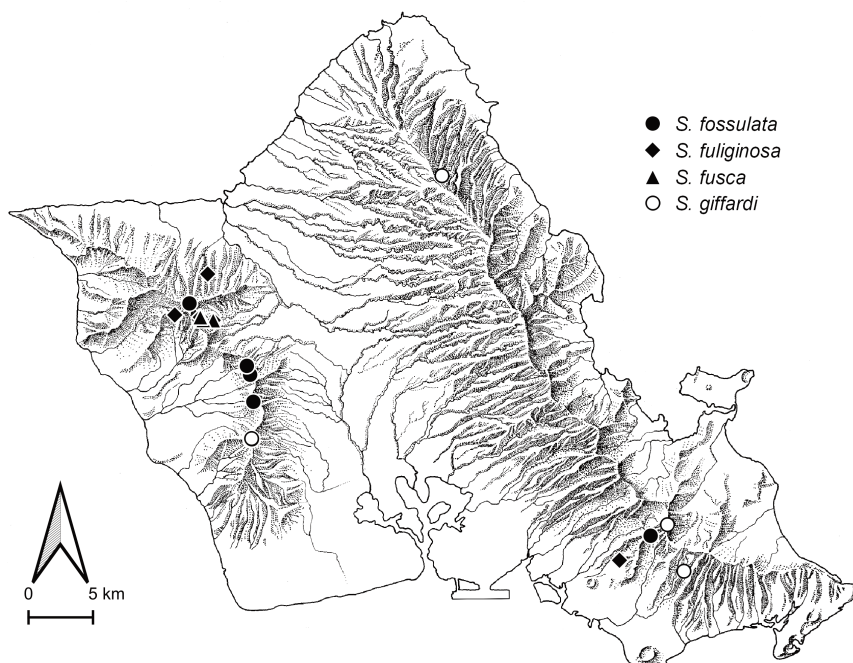 S. fossulata
S. fuliginosa
S. fusca
S. giffardi
0 5 km